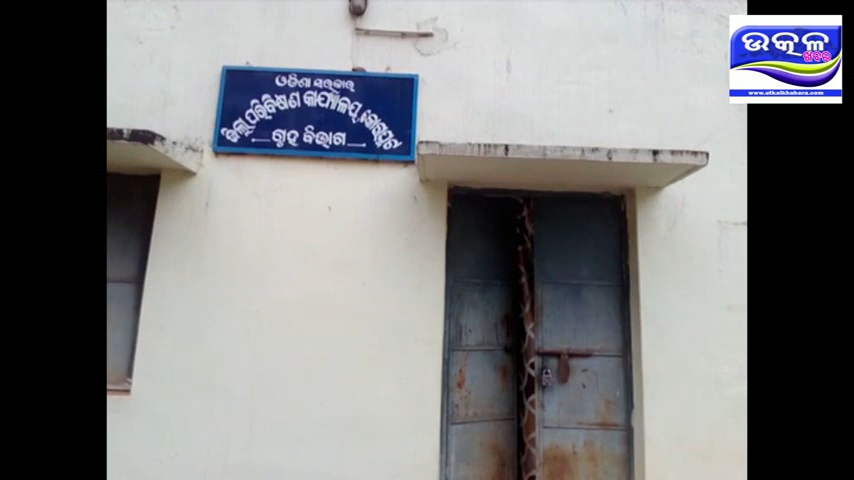 ଓଡିଶା ସରକାର
ଜିଲ୍ଲା ପରିବିକ୍ଷଣ କାର୍ଯ୍ୟାଳୟ, କୋରାପୁଟ
ଗୃହ ବିଭାଗ
ଉତ୍କଳ
ଖବର
www.utkalkhabara.com